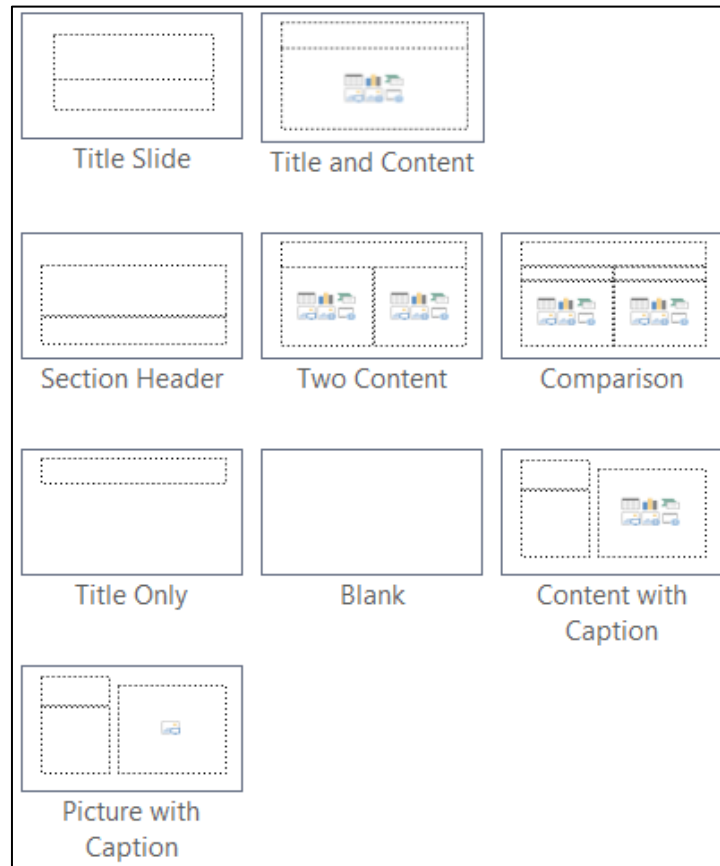 Title Slide
Title and Content
Section Header
Two Content
Comparison
Title Only
Blank
Content with
Caption
Picture with
Caption